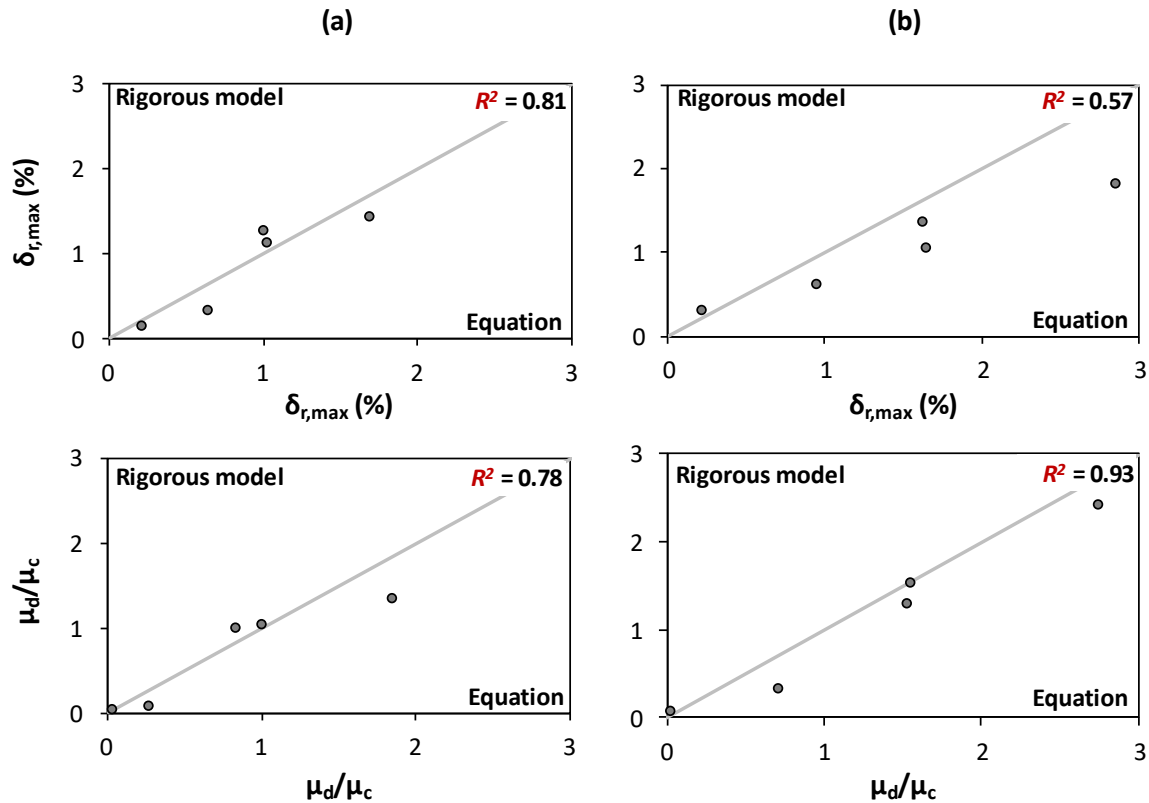 (a)
(b)
Rigorous model
R² = 0.81
3
2
1
0
δr,max (%)
Equation
0 1 2 3
δr,max (%)
Rigorous model
R² = 0.57
3
2
1
0
Equation
0 1 2 3
δr,max (%)
Rigorous model
R² = 0.78
3
2
1
0
μd/μc
Equation
0 1 2 3
μd/μc
Rigorous model
R² = 0.93
3
2
1
0
Equation
0 1 2 3
μd/μc